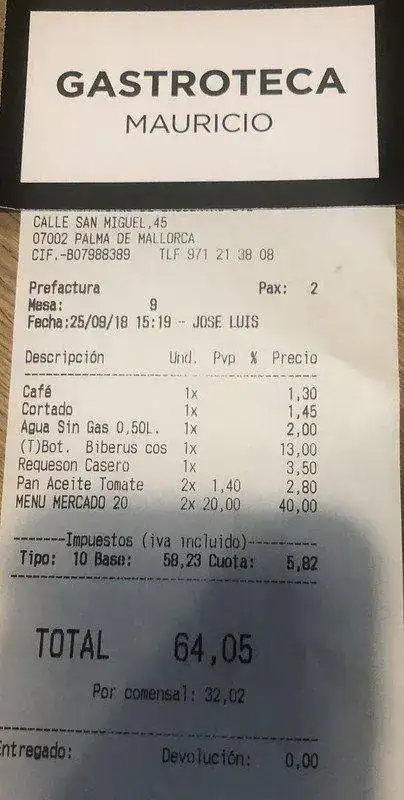 GASTROTECA
MAURICIO
CALLE SAN MIGUEL,45
07002 PALMA DE MALLORCA
CIF.-B07988389 TLF 971 21 38 08
Prefactura Pax: 2
Mesa: 9
Fecha:25/09/18 15:19 - JOSE LUIS
Descripción Und. Pvp % Precio
Café 1x 1,30
Cortado 1x 1,45
Agua Sin Gas 0,50L. 1x 2,00
(T)Bot. Biberus cos 1x 13,00
Requeson Casero 1x 3,50
Pan Aceite Tomate 2x 1,40 2,80
MENU MERCADO 20 2x 20,00 40,00
-------Impuestos (iva incluido)---------
Tipo: 10 Base: 58,23 Cuota: 5,82
TOTAL 64,05
Por comensal: 32,02
Entregado: Devolución: 0,00